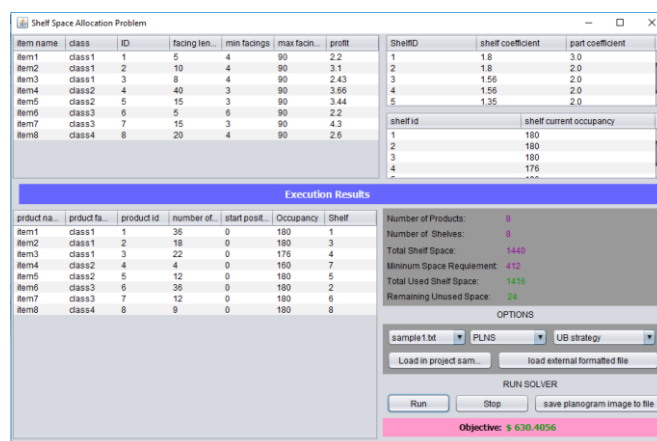 Shelf Space Allocation Problem
item name class ID facing len... min facings max facin... profit
item1 class1 1 5 4 90 2.2
item2 class1 2 10 4 90 3.1
item3 class1 3 8 4 90 2.43
item4 class2 4 40 3 90 3.66
item5 class2 5 15 3 90 3.44
item6 class3 6 5 6 90 2.2
item7 class3 7 15 3 90 4.3
item8 class4 8 20 4 90 2.6
ShelfID shelf coefficient part coefficient
1 1.8 3.0
2 1.8 2.0
3 1.56 2.0
4 1.56 2.0
5 1.35 2.0
shelf id shelf current occupancy
1 180
2 180
3 180
4 176
Execution Results
prduct na... prduct fa... product id number of... start posit... Occupancy Shelf
item1 class1 1 36 0 180 1
item2 class1 2 18 0 180 3
item3 class1 3 22 0 176 4
item4 class2 4 4 0 160 7
item5 class2 5 12 0 180 5
item6 class3 6 36 0 180 2
item7 class3 7 12 0 180 6
item8 class4 8 9 0 180 8
Number of Products: 8
Number of Shelves: 8
Total Shelf Space: 1440
Mininum Space Requiement: 412
Total Used Shelf Space: 1416
Remaining Unused Space: 24
OPTIONS
sample1.txt PLNS UB strategy
Load in project sam... load external formatted file
RUN SOLVER
Run Stop save planogram image to file
Objective: $ 630.4056